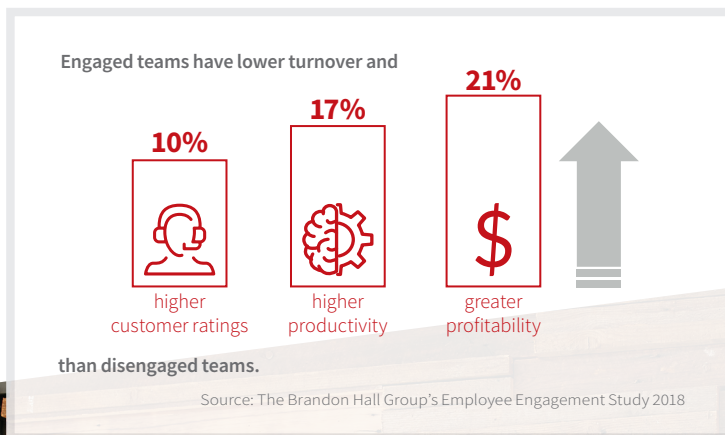 Engaged teams have lower turnover and
10%
17%
21%
$
higher
customer ratings
higher
productivity
greater
profitability
than disengaged teams.
Source: The Brandon Hall Group’s Employee Engagement Study 2018